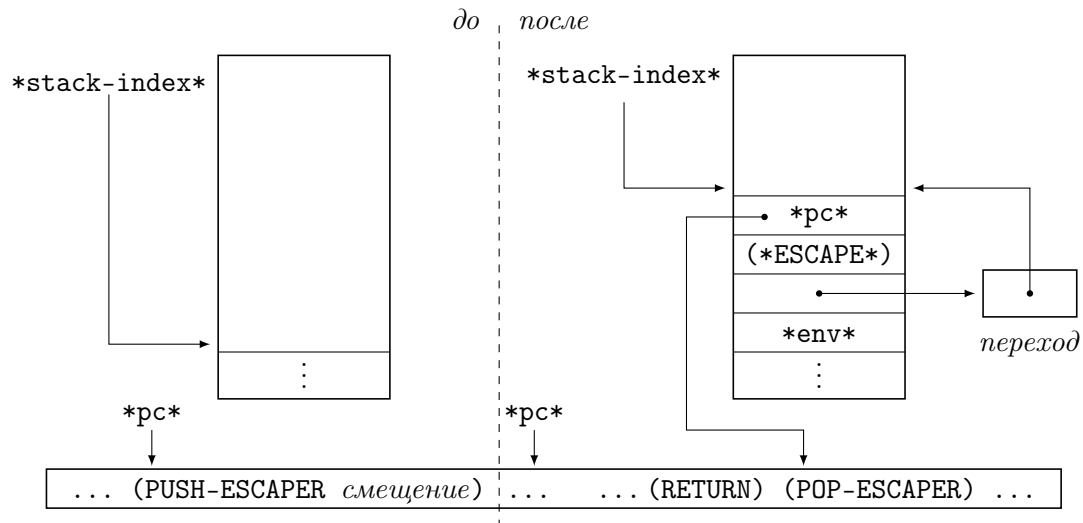 до после
*stack-index* *stack-index*
*pc*
(*ESCAPE*)
*env*
переход
⋮ ⋮
*pc* *pc*
... (PUSH-ESCAPER смещение) ... ... (RETURN) (POP-ESCAPER) ...